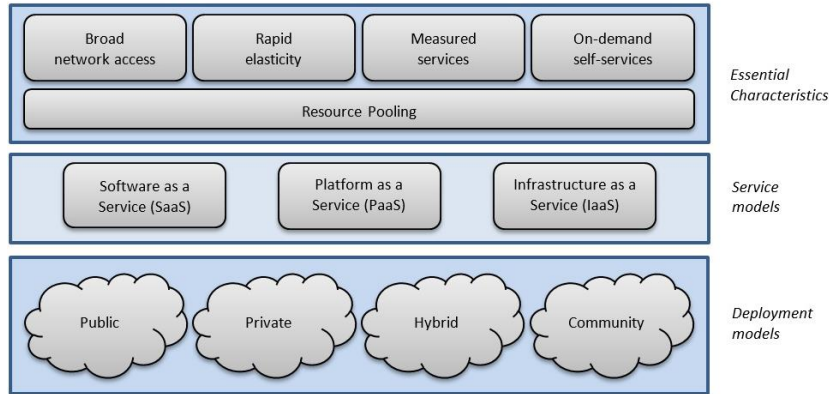 Broad
network access
Rapid
elasticity
Measured
services
On-demand
self-services
Resource Pooling
Essential
Characteristics
Software as a
Service (SaaS)
Platform as a
Service (PaaS)
Infrastructure as a
Service (IaaS)
Service
models
Public
Private
Hybrid
Community
Deployment
models